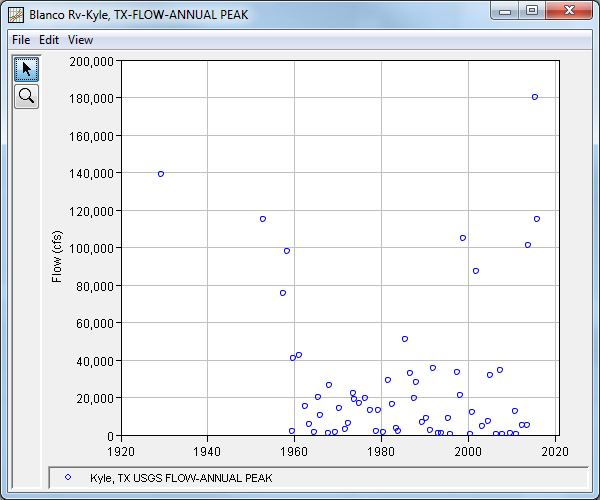 Blanco Rv-Kyle, TX-FLOW-ANNUAL PEAK
File Edit View
200,000
180,000
160,000
140,000
120,000
100,000
80,000
60,000
40,000
20,000
0
Flow (cfs)
1920 1940 1960 1980 2000 2020
Kyle, TX USGS FLOW-ANNUAL PEAK